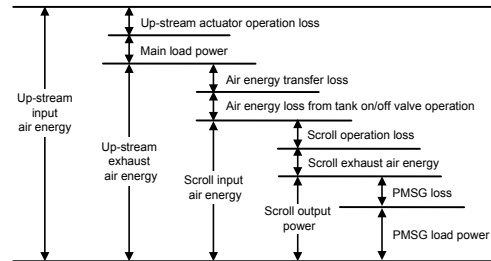 Up-stream actuator operation loss
Main load power
Air energy transfer loss
Up-stream
input
air energy
Air energy loss from tank on/off valve operation
Scroll operation loss
Up-stream
exhaust
air energy
Scroll exhaust air energy
Scroll input
air energy
PMSG loss
Scroll output
power
PMSG load power